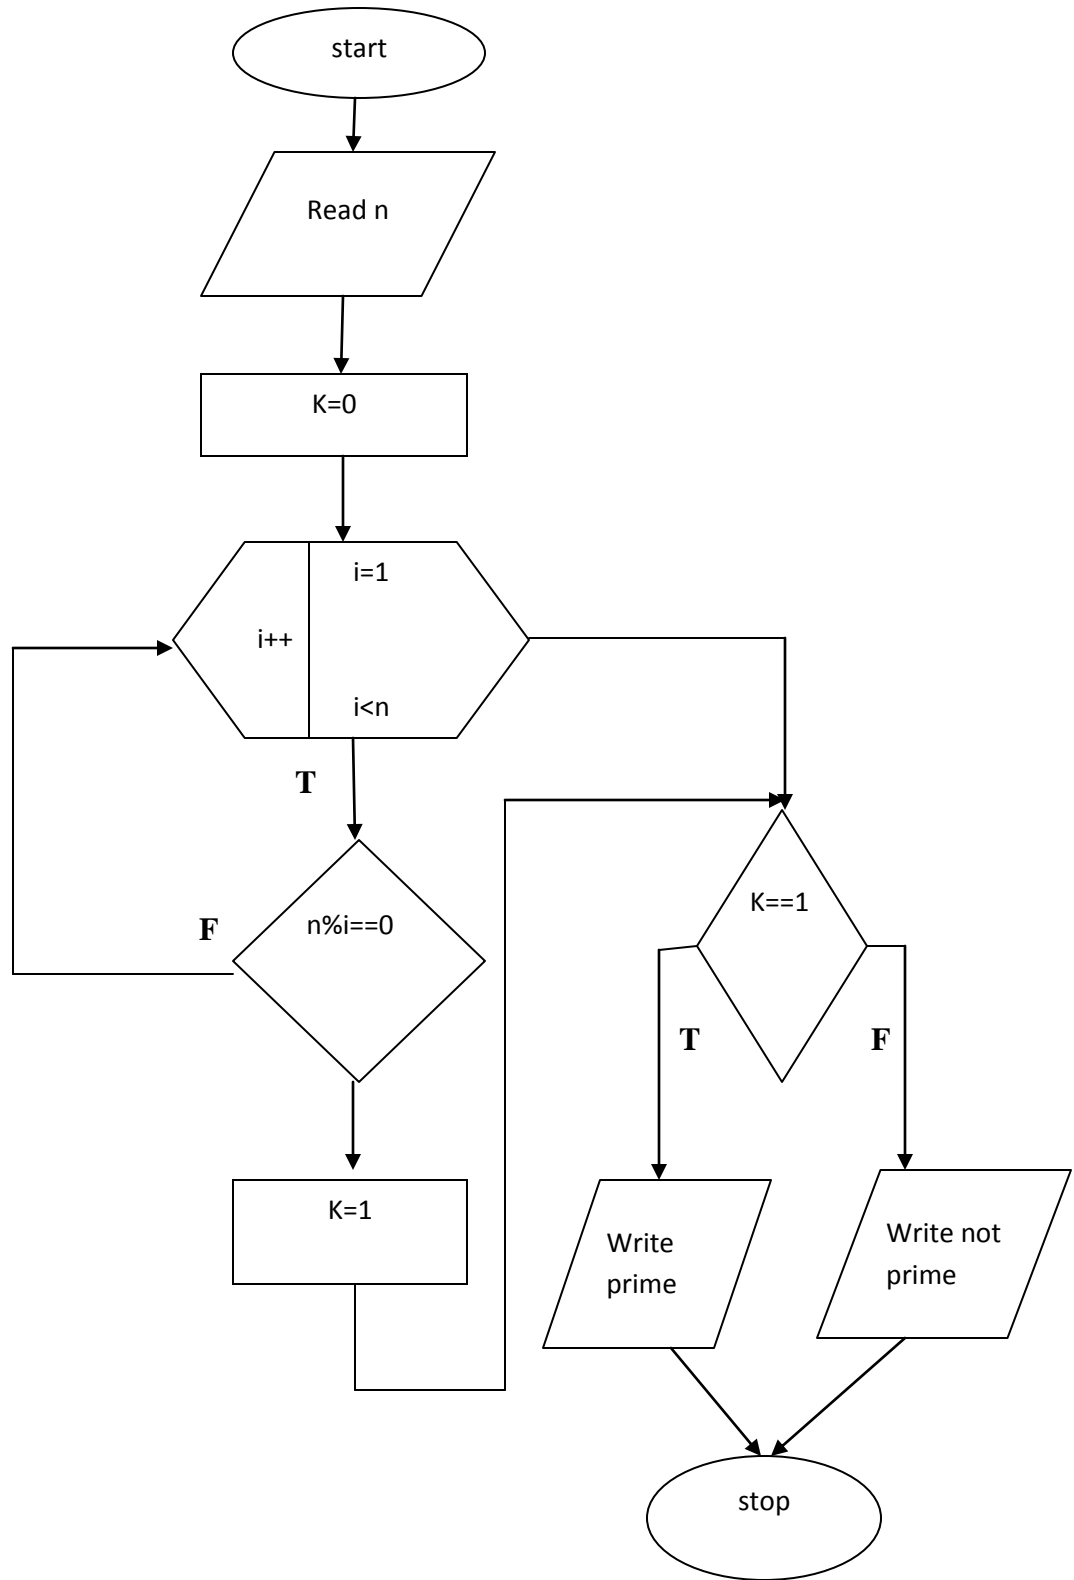 start
Read n
K=0
i=1
i++
i<n
T
F
n%i==0
K=1
K==1
T
F
Write
prime
Write not
prime
stop